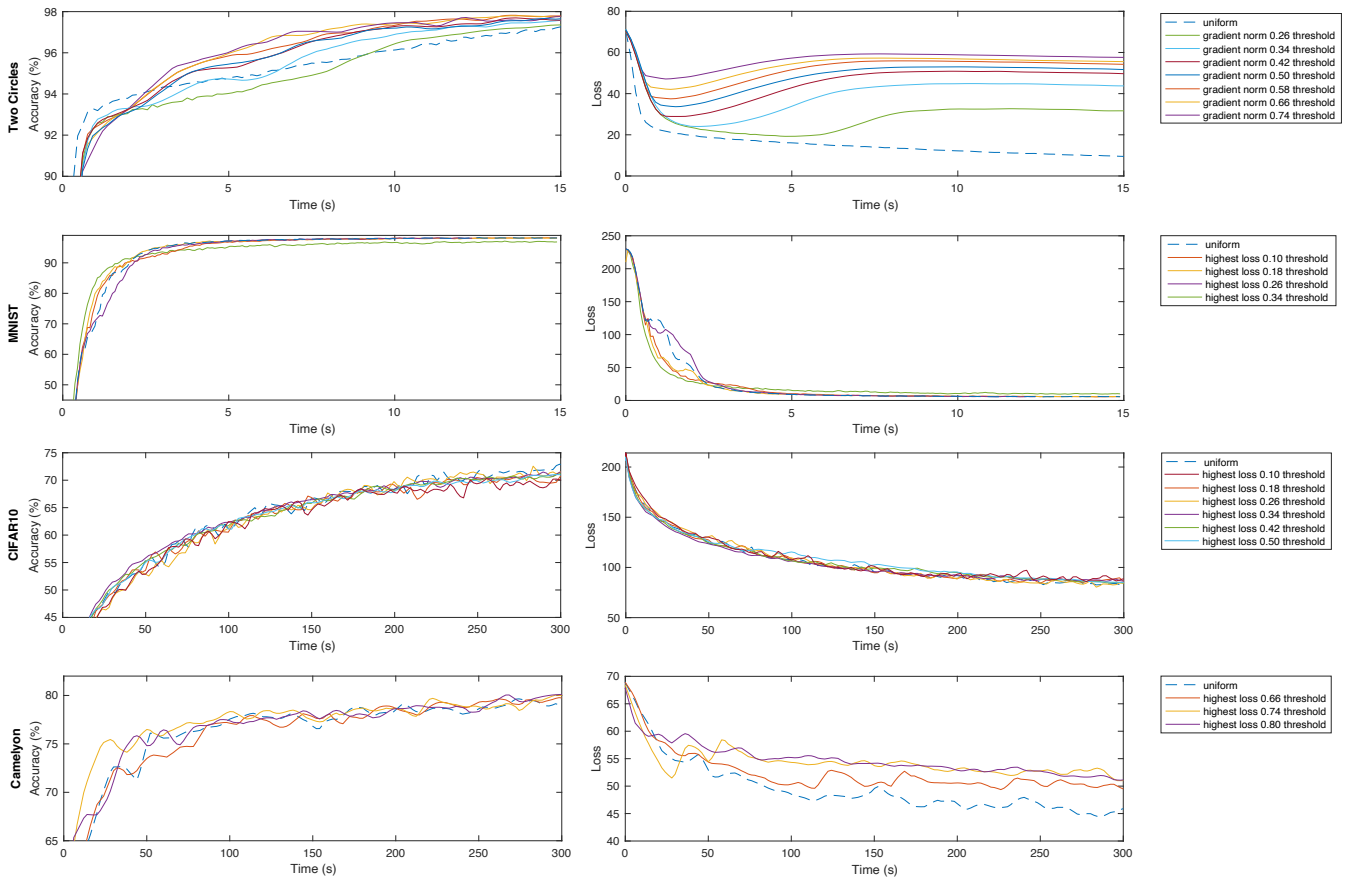 Two Circles
Accuracy (%)
98
96
94
92
90
0
5
10
15
Time (s)
Loss
80
60
40
20
0
0
5
10
15
Time (s)
uniform
gradient norm 0.26 threshold
gradient norm 0.34 threshold
gradient norm 0.42 threshold
gradient norm 0.50 threshold
gradient norm 0.58 threshold
gradient norm 0.66 threshold
gradient norm 0.74 threshold
MNIST
Accuracy (%)
90
80
70
60
50
0
5
10
15
Time (s)
Loss
250
200
150
100
50
0
0
5
10
15
Time (s)
uniform
highest loss 0.10 threshold
highest loss 0.18 threshold
highest loss 0.26 threshold
highest loss 0.34 threshold
CIFAR10
Accuracy (%)
75
70
65
60
55
50
45
0
50
100
150
200
250
300
Time (s)
Loss
200
150
100
50
0
50
100
150
200
250
300
Time (s)
uniform
highest loss 0.10 threshold
highest loss 0.18 threshold
highest loss 0.26 threshold
highest loss 0.34 threshold
highest loss 0.42 threshold
highest loss 0.50 threshold
Camelyon
Accuracy (%)
80
75
70
65
0
50
100
150
200
250
300
Time (s)
Loss
70
65
60
55
50
45
40
0
50
100
150
200
250
300
Time (s)
uniform
highest loss 0.66 threshold
highest loss 0.74 threshold
highest loss 0.80 threshold